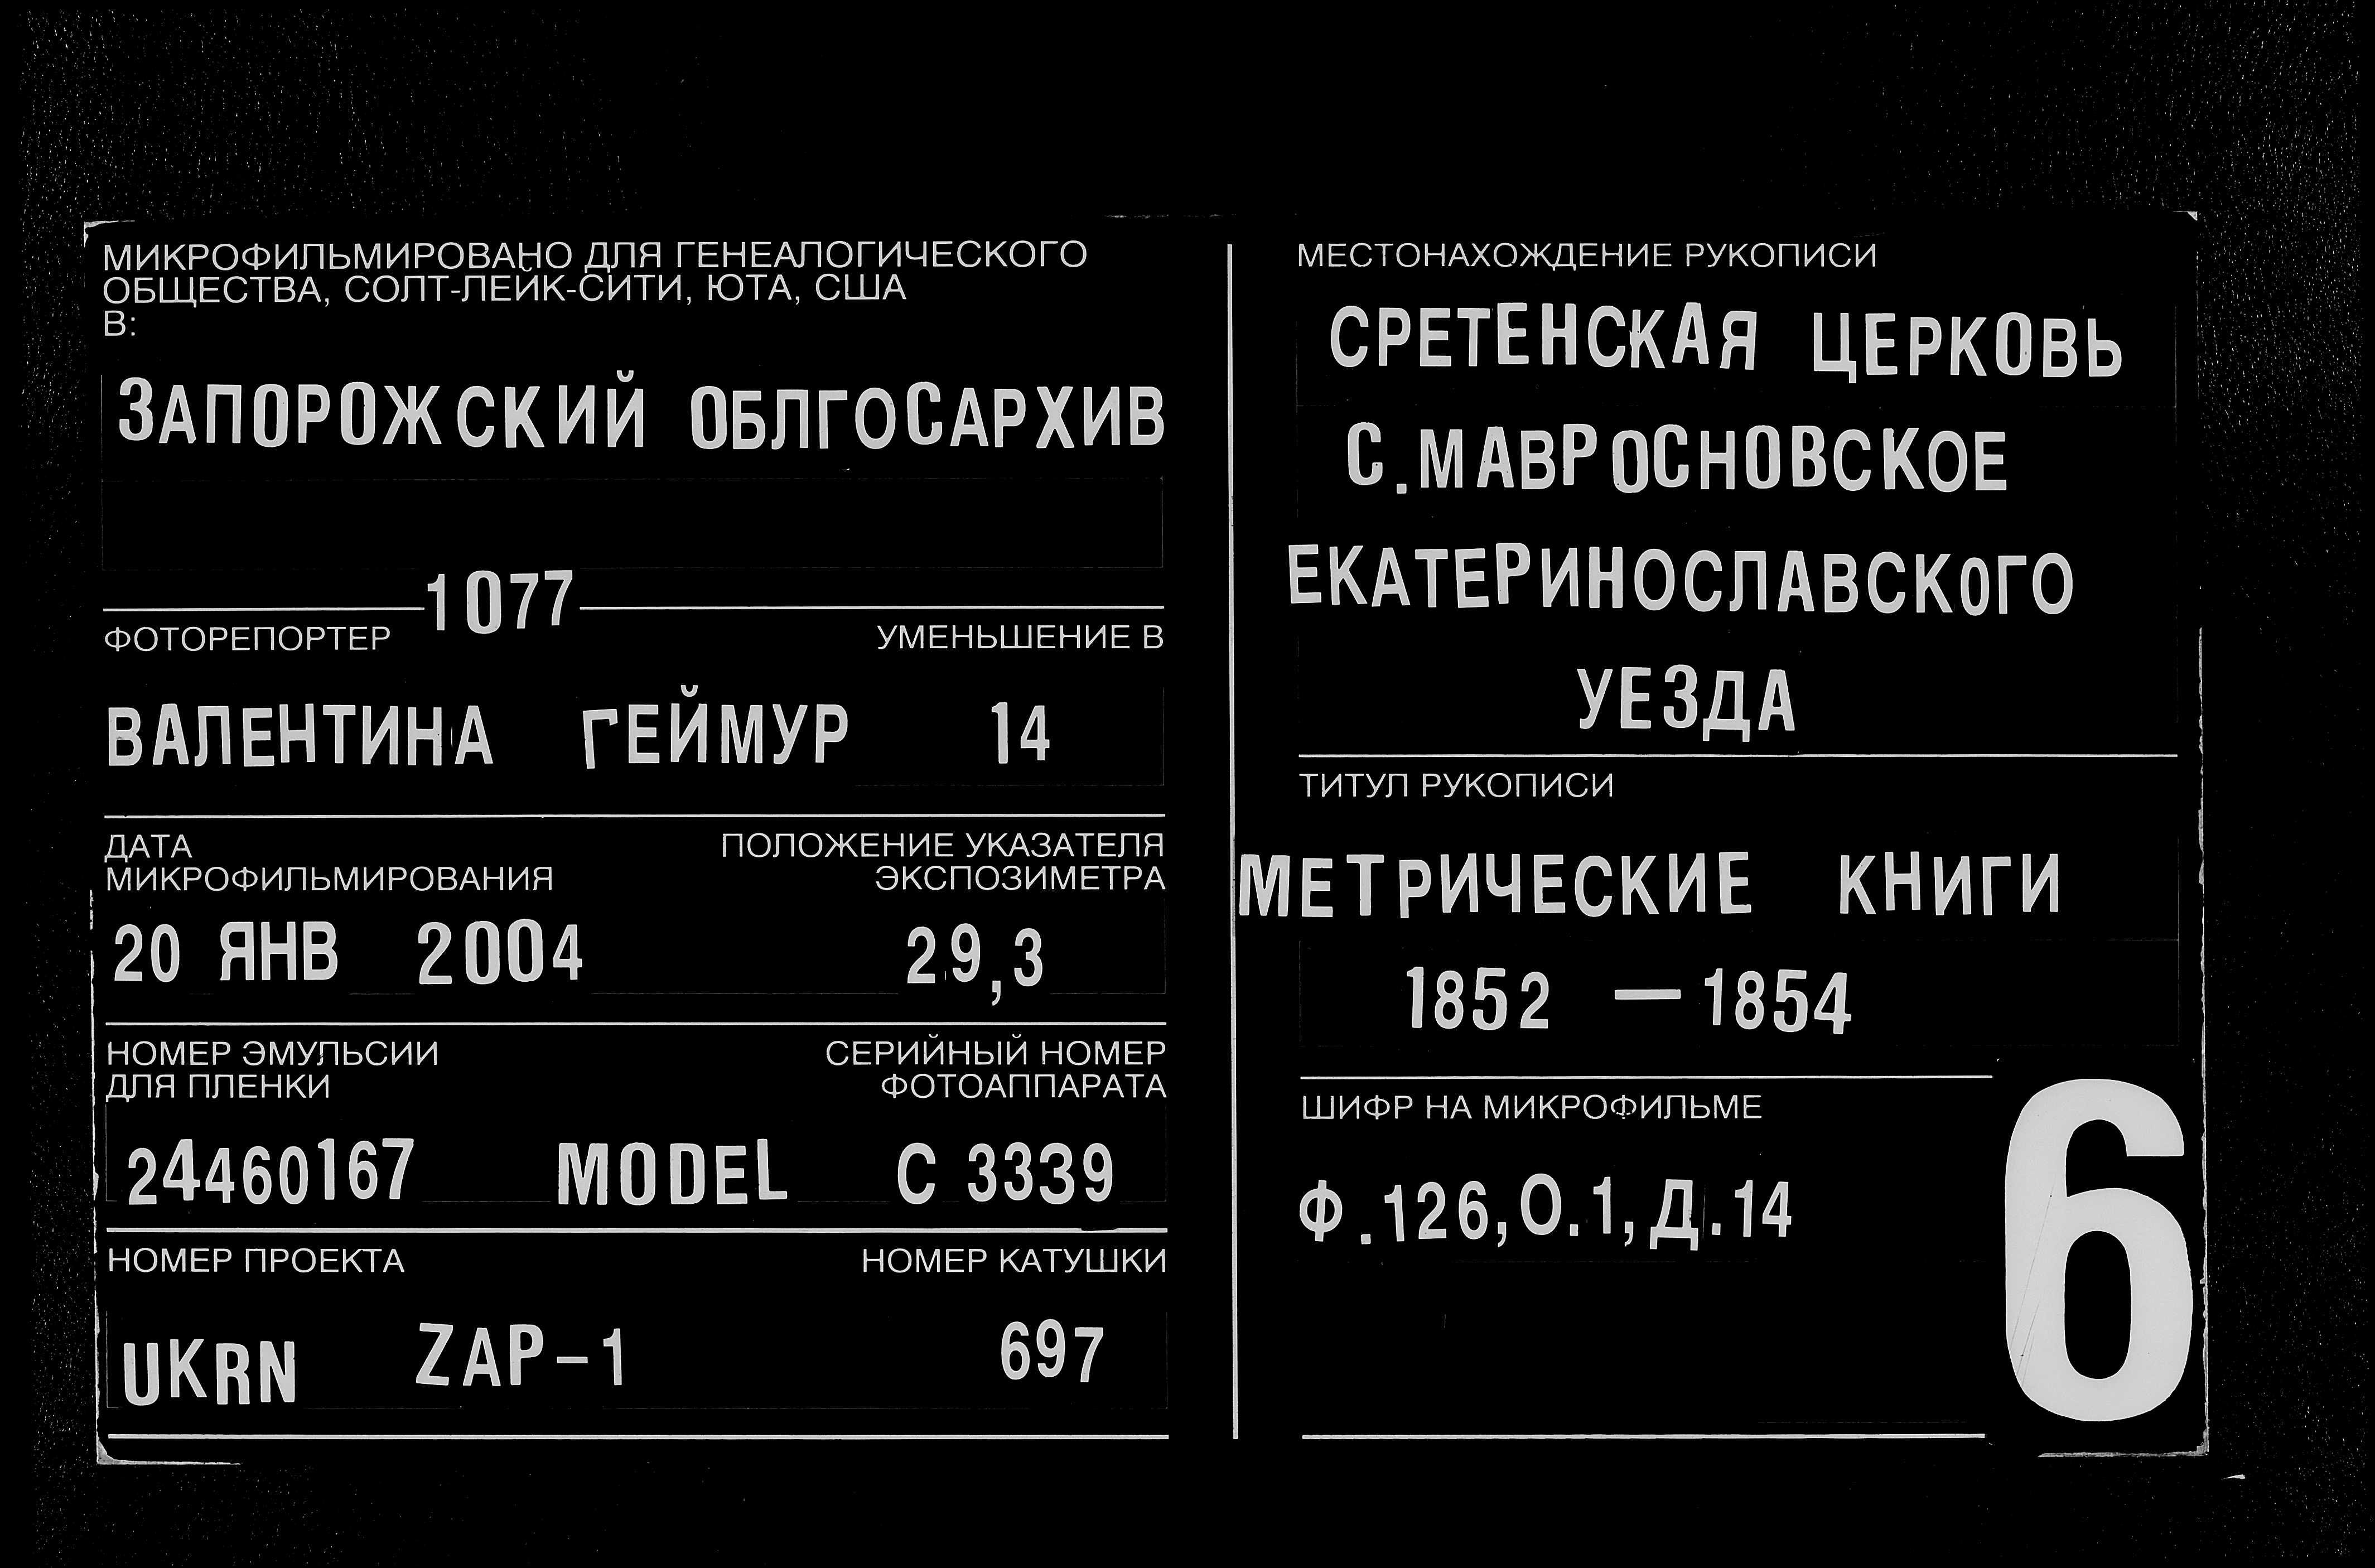 МИКРОФИЛЬМИРОВАНО ДЛЯ ГЕНЕАЛОГИЧЕСКОГО
ОБЩЕСТВА, СОЛТ-ЛЕЙК-СИТИ, ЮТА, США
В:
ЗАПОРОЖСКИЙ ОБЛГОСАРХИВ
1077
ФОТОРЕПОРТЕР УМЕНЬШЕНИЕ В
ВАЛЕНТИНА ГЕЙМУР 14
ДАТА ПОЛОЖЕНИЕ УКАЗАТЕЛЯ
МИКРОФИЛЬМИРОВАНИЯ ЭКСПОЗИМЕТРА
20 ЯНВ 2004 29,3
НОМЕР ЭМУЛЬСИИ СЕРИЙНЫЙ НОМЕР
ДЛЯ ПЛЕНКИ ФОТОАППАРАТА
24460167 MODEL C 3339
НОМЕР ПРОЕКТА НОМЕР КАТУШКИ
UKRN ZAP-1 697
МЕСТОНАХОЖДЕНИЕ РУКОПИСИ
СРЕТЕНСКАЯ ЦЕРКОВЬ
С.МАВРОСНОВСКОЕ
ЕКАТЕРИНОСЛАВСКОГО
УЕЗДА
ТИТУЛ РУКОПИСИ
МЕТРИЧЕСКИЕ КНИГИ
1852 — 1854
ШИФР НА МИКРОФИЛЬМЕ
Ф.126,О.1,Д.14
6